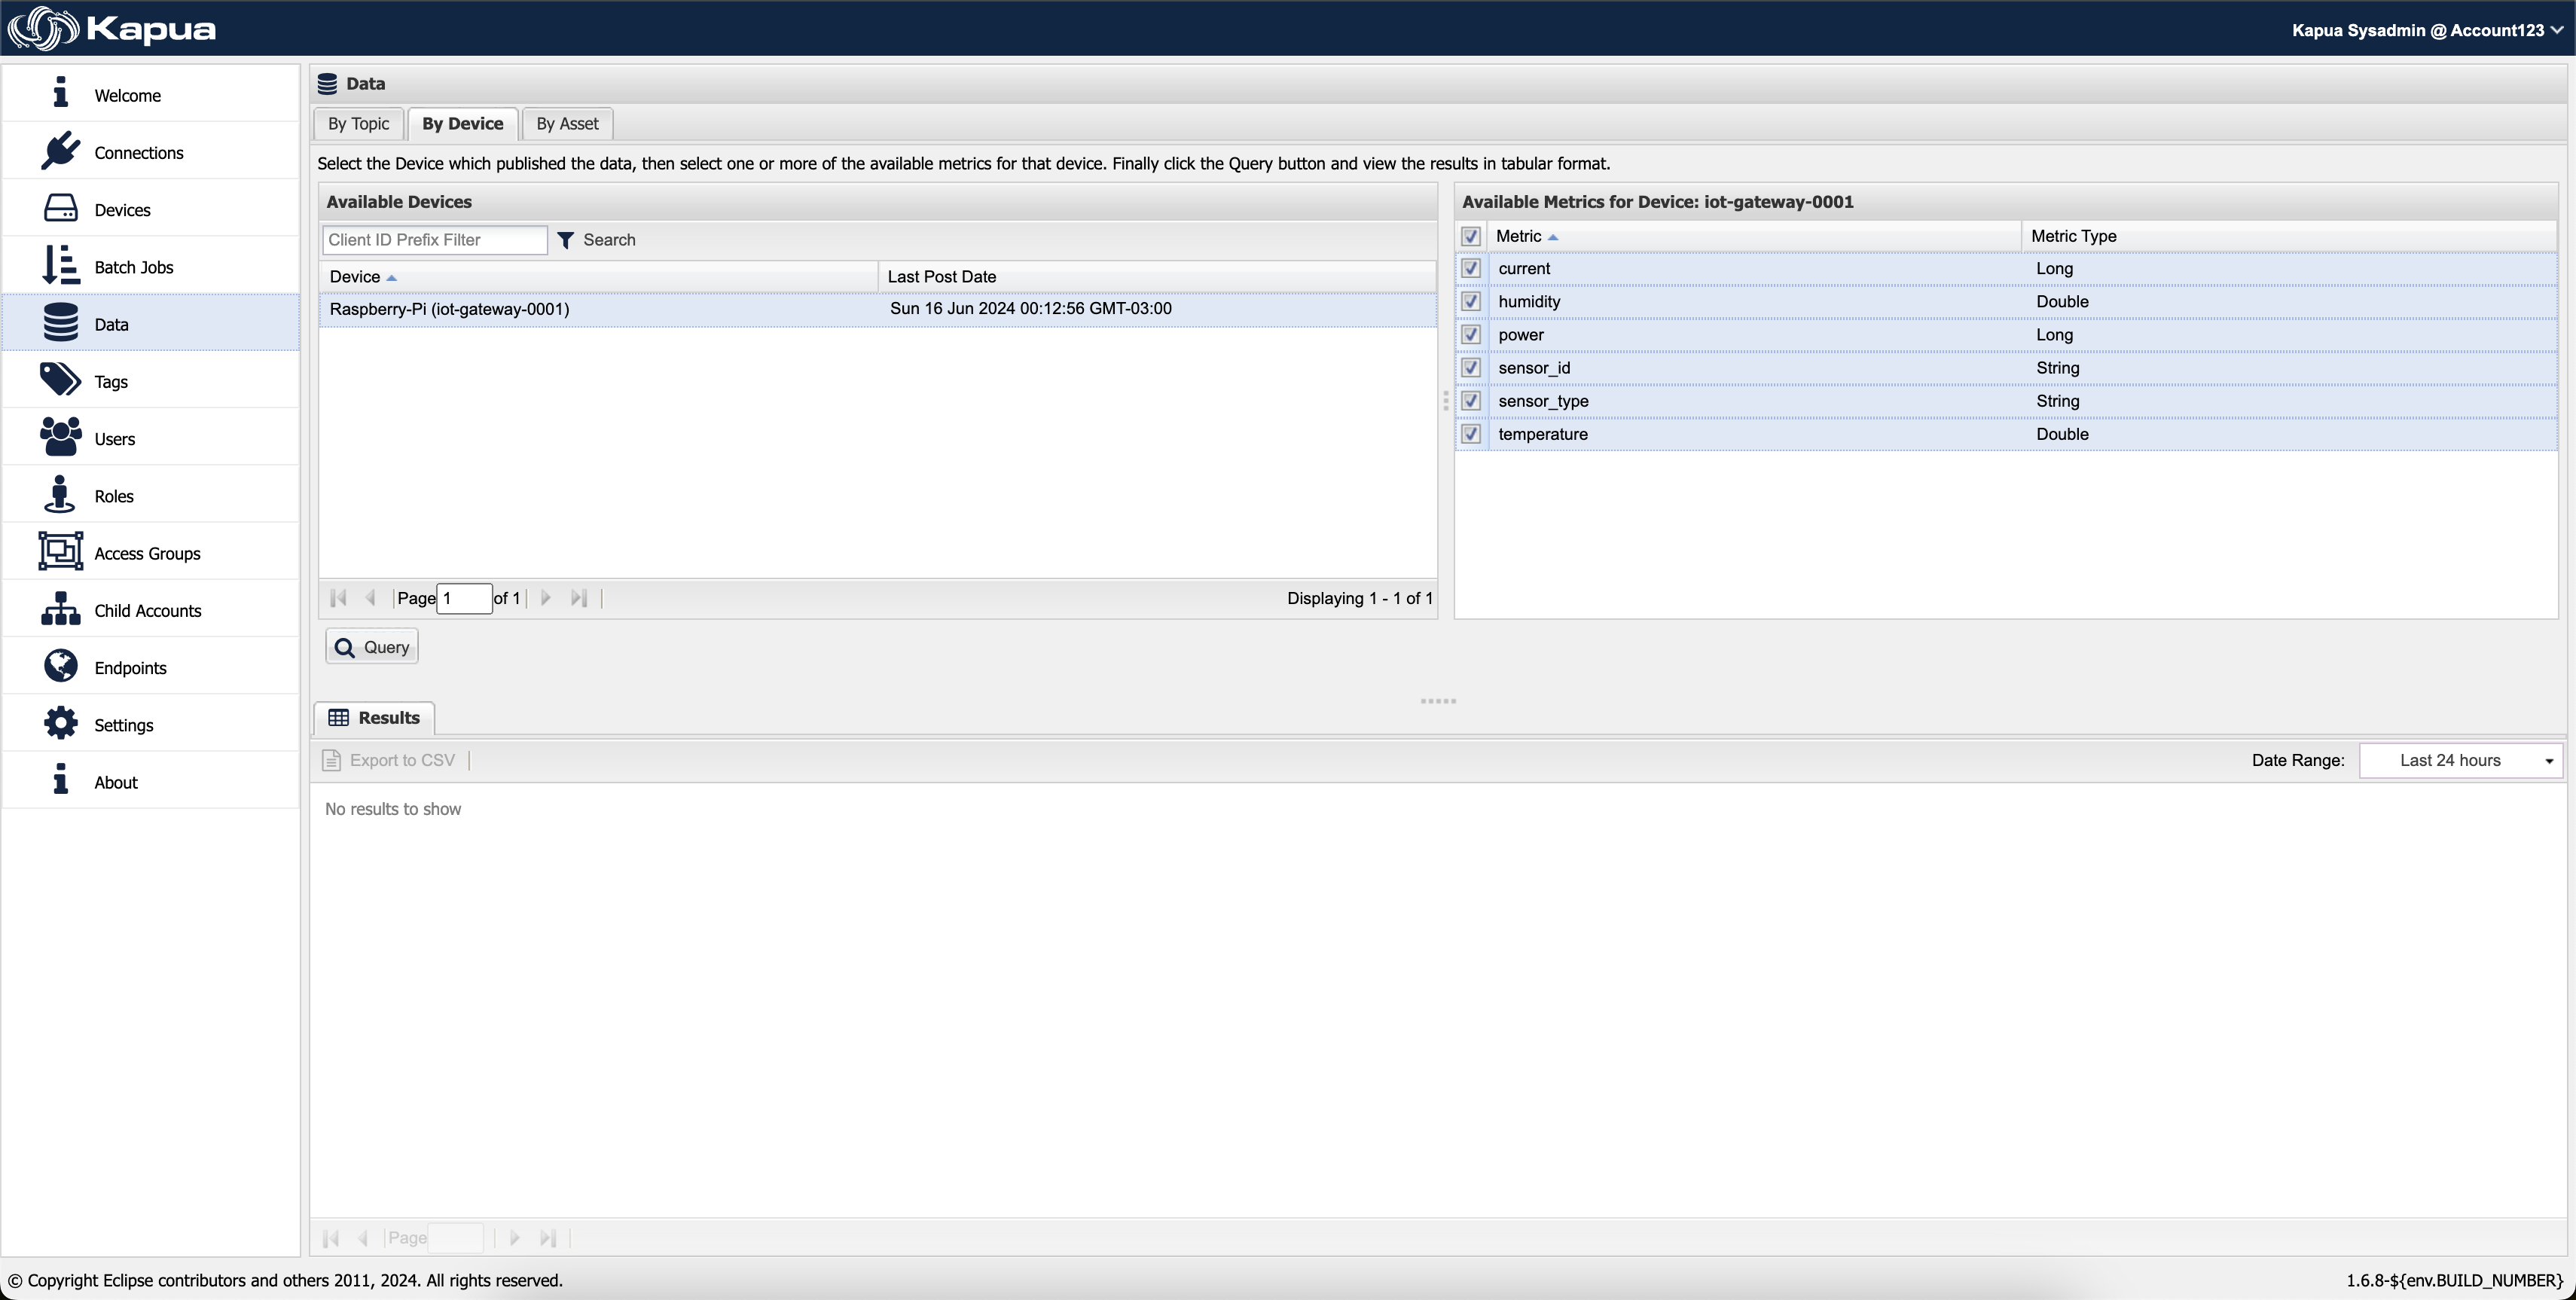 Kapua
Kapua Sysadmin @ Account123
Welcome
Connections
Devices
Batch Jobs
Data
Tags
Users
Roles
Access Groups
Child Accounts
Endpoints
Settings
About
Data
By Topic By Device By Asset
Select the Device which published the data, then select one or more of the available metrics for that device. Finally click the Query button and view the results in tabular format.
Available Devices
Client ID Prefix Filter Search
Device Last Post Date
Raspberry-Pi (iot-gateway-0001) Sun 16 Jun 2024 00:12:56 GMT-03:00
Page 1 of 1 Displaying 1 - 1 of 1
Available Metrics for Device: iot-gateway-0001
Metric Metric Type
current Long
humidity Double
power Long
sensor_id String
sensor_type String
temperature Double
Query
Results
Export to CSV Date Range: Last 24 hours
No results to show
Page
© Copyright Eclipse contributors and others 2011, 2024. All rights reserved. 1.6.8-${env.BUILD_NUMBER}